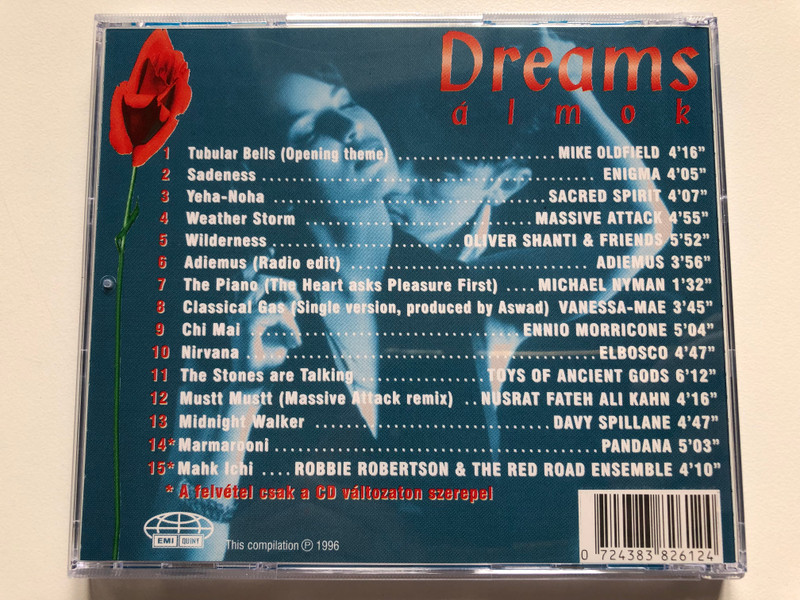 Dreams
álmok
1 Tubular Bells (Opening theme) ...................... MIKE OLDFIELD 4'16"
2 Sadeness ............................................. ENIGMA 4'05"
3 Yeha-Noha ...................................... SACRED SPIRIT 4'07"
4 Weather Storm .............................. MASSIVE ATTACK 4'55"
5 Wilderness ........................ OLIVER SHANTI & FRIENDS 5'52"
6 Adiemus (Radio edit) ............................... ADIEMUS 3'56"
7 The Piano (The Heart asks Pleasure First) .... MICHAEL NYMAN 1'32"
8 Classical Gas (Single version, produced by Aswad) VANESSA-MAE 3'45"
9 Chi Mai ..................................... ENNIO MORRICONE 5'04"
10 Nirvana ............................................. ELBOSCO 4'47"
11 The Stones are Talking ................. TOYS OF ANCIENT GODS 6'12"
12 Mustt Mustt (Massive Attack remix) .. NUSRAT FATEH ALI KAHN 4'16"
13 Midnight Walker ............................... DAVY SPILLANE 4'47"
14* Marmarooni ......................................... PANDANA 5'03"
15* Mahk Ichi .... ROBBIE ROBERTSON & THE RED ROAD ENSEMBLE 4'10"
* A felvétel csak a CD változaton szerepel
EMI QUINT
This compilation ℗ 1996
0 724383 826124